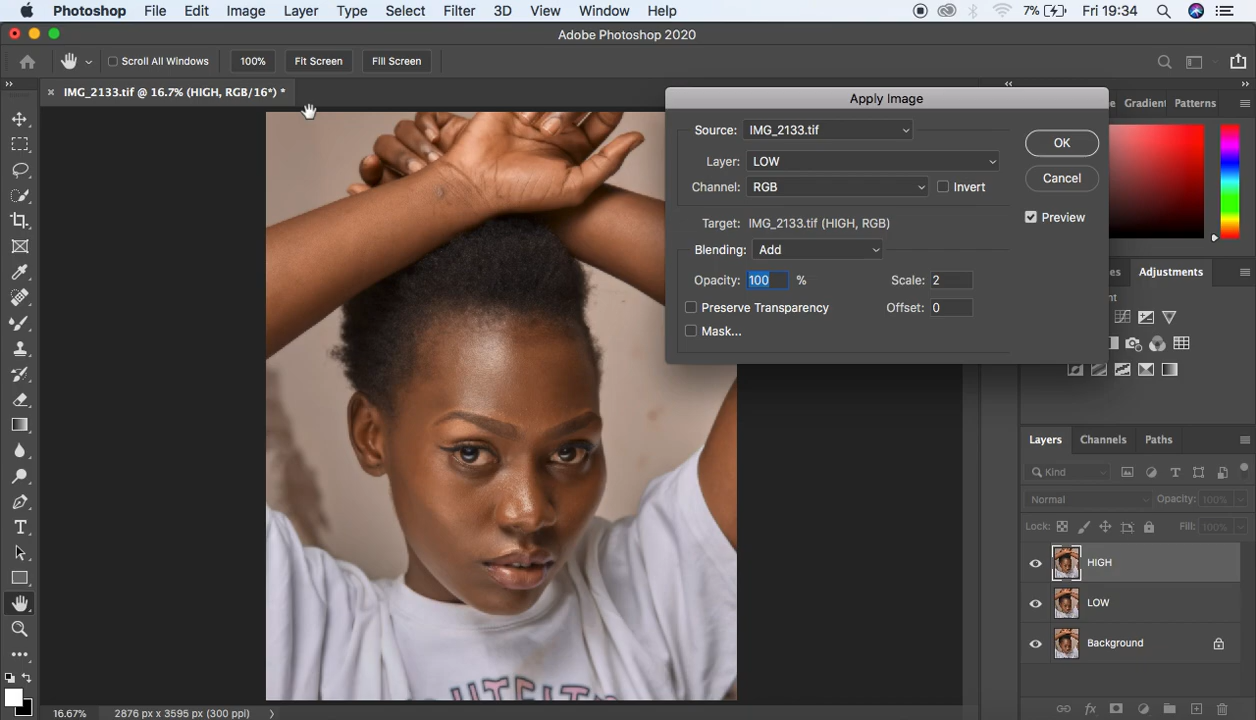 Photoshop File Edit Image Layer Type Select Filter 3D View Window Help 7% Fri 19:34
Adobe Photoshop 2020
Scroll All Windows 100% Fit Screen Fill Screen
IMG_2133.tif @ 16.7% (HIGH, RGB/16*) *
Apply Image
Gradients Patterns
Source: IMG_2133.tif
OK
Layer: LOW
Cancel
Channel: RGB Invert
Preview
Target: IMG_2133.tif (HIGH, RGB)
Blending: Add
Adjustments
Opacity: 100 % Scale: 2
Preserve Transparency Offset: 0
Mask...
Layers Channels Paths
Kind
Normal Opacity: 100%
Lock: Fill: 100%
HIGH
LOW
Background
16.67% 2876 px x 3595 px (300 ppi)